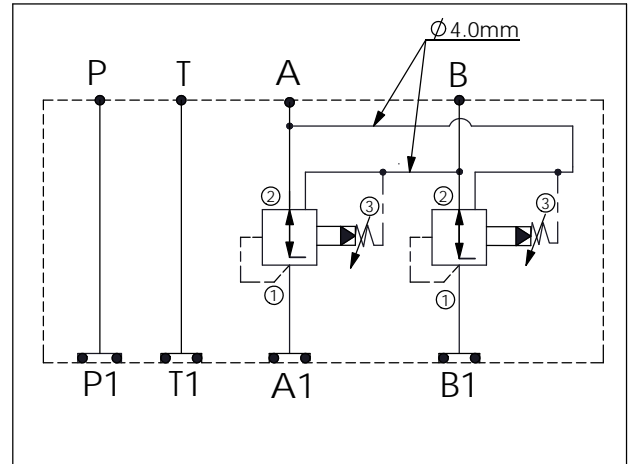 Ø4.0mm
P T A B
② ③ ② ③
① ①
P1 T1 A1 B1